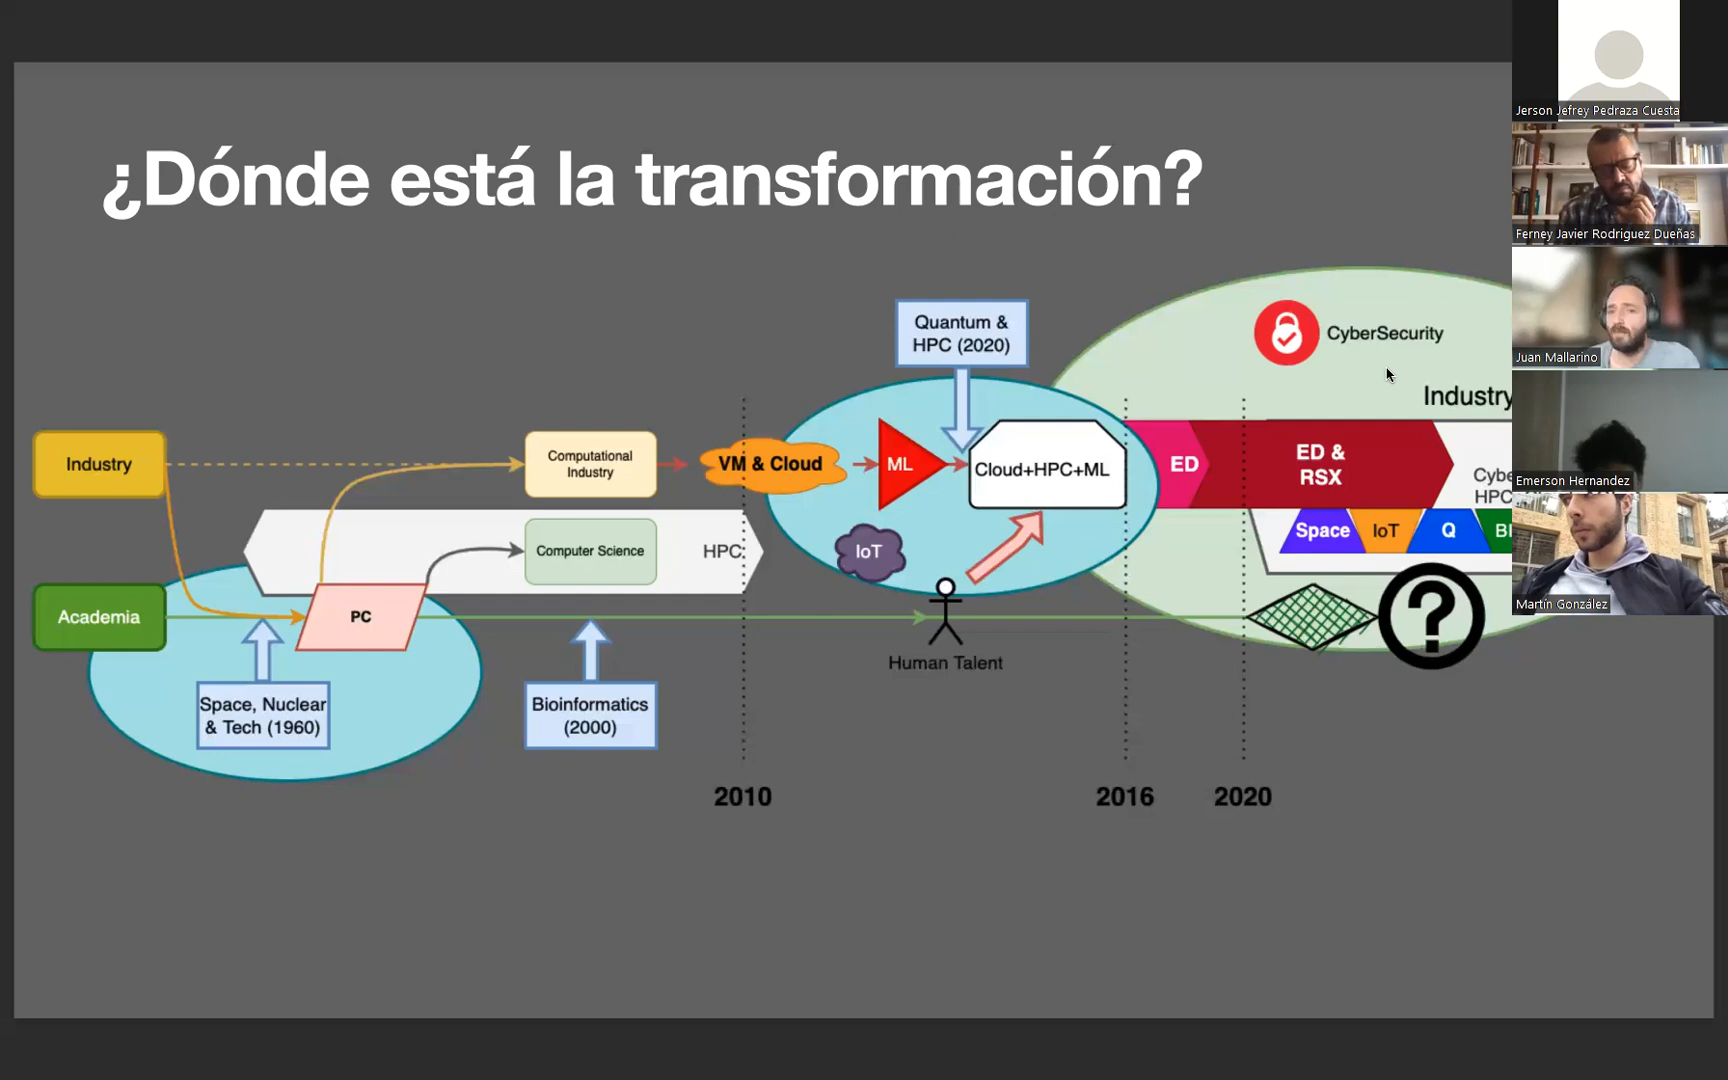 ¿Dónde está la transformación?
Quantum &
HPC (2020)
CyberSecurity
Industry
Industry
Computational
Industry
VM & Cloud
ML
Cloud+HPC+ML
ED
ED &
RSX
HPC
Computer Science
HPC
IoT
Space
IoT
Q
Academia
PC
?
Human Talent
Space, Nuclear
& Tech (1960)
Bioinformatics
(2000)
2010
2016
2020
Jerson Jefrey Pedraza Cuesta
Ferney Javier Rodriguez Dueñas
Juan Mallarino
Emerson Hernandez
Martín González